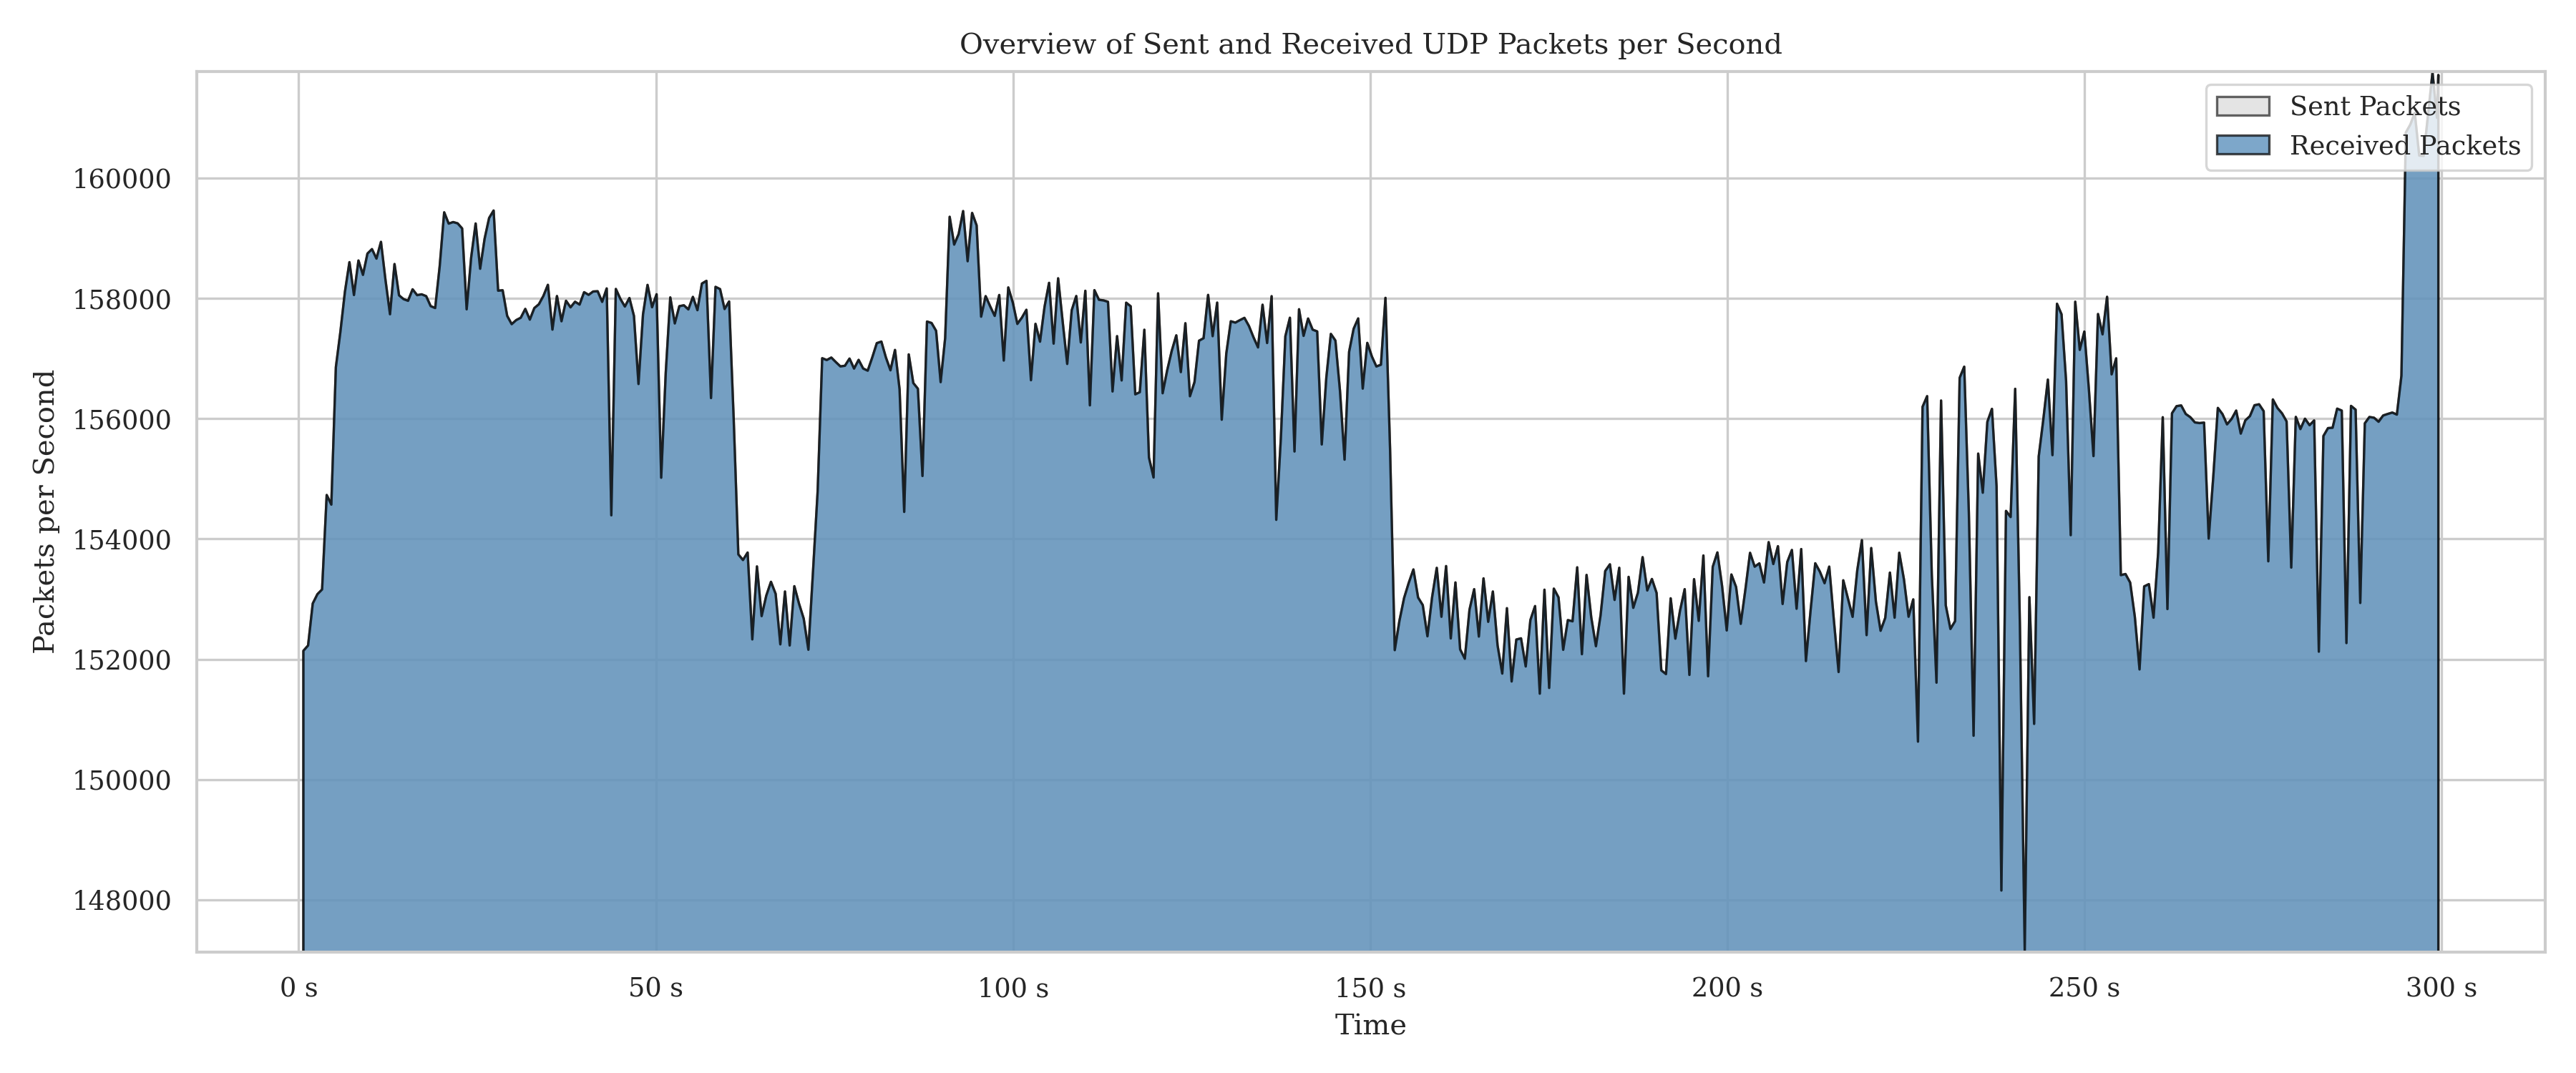 Overview of Sent and Received UDP Packets per Second
Sent Packets
Received Packets
Packets per Second
160000
158000
156000
154000
152000
150000
148000
0 s
50 s
100 s
150 s
200 s
250 s
300 s
Time